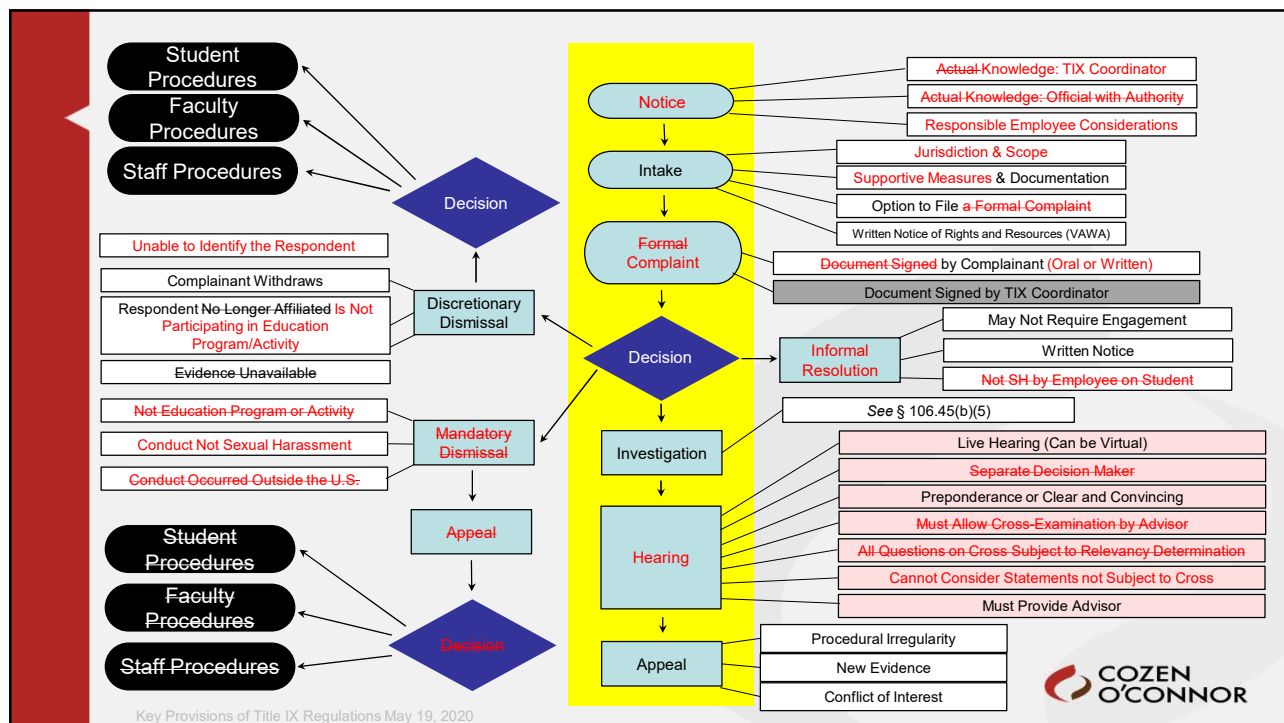 Student
Procedures
Faculty
Procedures
Staff Procedures
Decision
Unable to Identify the Respondent
Complainant Withdraws
Respondent No Longer Affiliated Is Not
Participating in Education
Program/Activity
Evidence Unavailable
Discretionary
Dismissal
Not Education Program or Activity
Conduct Not Sexual Harassment
Conduct Occurred Outside the U.S.
Mandatory
Dismissal
Appeal
Student
Procedures
Faculty
Procedures
Staff Procedures
Decision
Notice
Actual Knowledge: TIX Coordinator
Actual Knowledge: Official with Authority
Responsible Employee Considerations
Intake
Jurisdiction & Scope
Supportive Measures & Documentation
Option to File a Formal Complaint
Written Notice of Rights and Resources (VAWA)
Formal
Complaint
Document Signed by Complainant (Oral or Written)
Document Signed by TIX Coordinator
Decision
Informal
Resolution
May Not Require Engagement
Written Notice
Not SH by Employee on Student
Investigation
See § 106.45(b)(5)
Hearing
Live Hearing (Can be Virtual)
Separate Decision Maker
Preponderance or Clear and Convincing
Must Allow Cross-Examination by Advisor
All Questions on Cross Subject to Relevancy Determination
Cannot Consider Statements not Subject to Cross
Must Provide Advisor
Appeal
Procedural Irregularity
New Evidence
Conflict of Interest
COZEN
O'CONNOR
Key Provisions of Title IX Regulations May 19, 2020